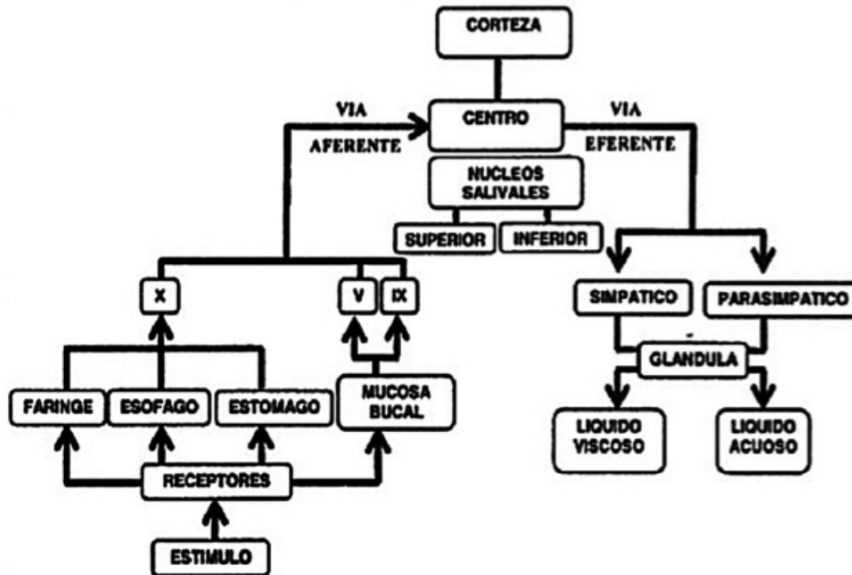 CORTEZA
VIA
AFERENTE
CENTRO
VIA
EFERENTE
NUCLEOS
SALIVALES
SUPERIOR
INFERIOR
X
V
IX
SIMPATICO
PARASIMPATICO
GLANDULA
FARINGE
ESOFAGO
ESTOMAGO
MUCOSA
BUCAL
LIQUIDO
VISCOSO
LIQUIDO
ACUOSO
RECEPTORES
ESTIMULO